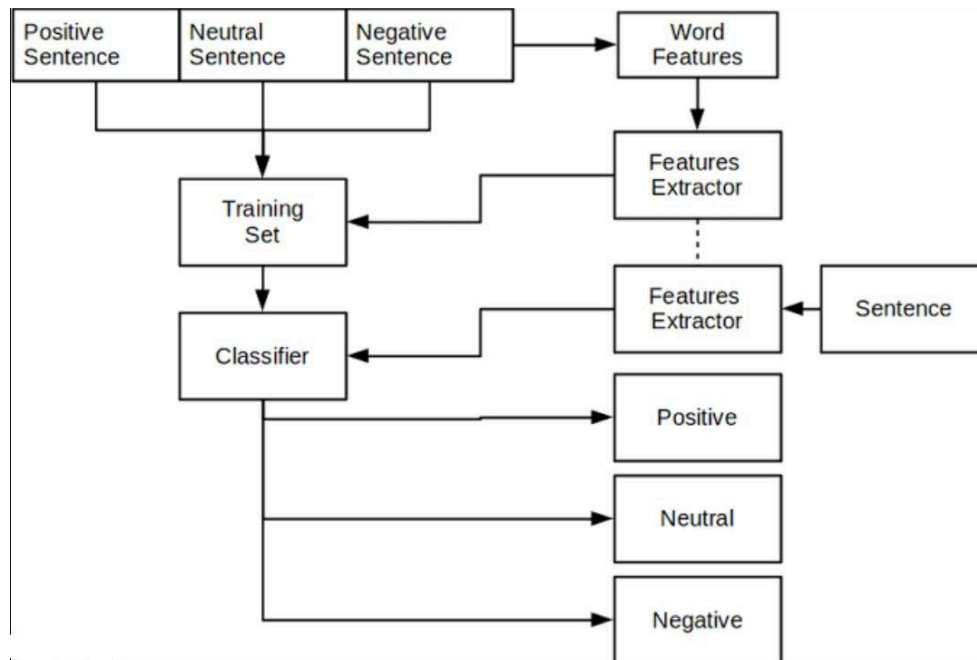 Positive
Sentence
Neutral
Sentence
Negative
Sentence
Word
Features
Features
Extractor
Training
Set
Features
Extractor
Sentence
Classifier
Positive
Neutral
Negative